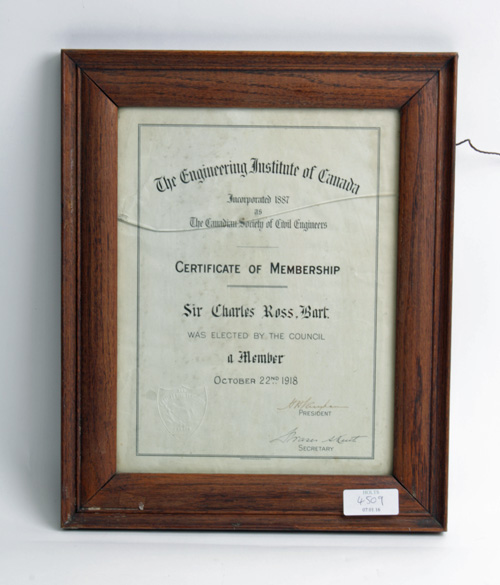 The Engineering Institute of Canada
Incorporated 1887
as
The Canadian Society of Civil Engineers
CERTIFICATE OF MEMBERSHIP
Sir Charles Ross, Bart.
WAS ELECTED BY THE COUNCIL
a Member
OCTOBER 22ND 1918
PRESIDENT
SECRETARY
4509